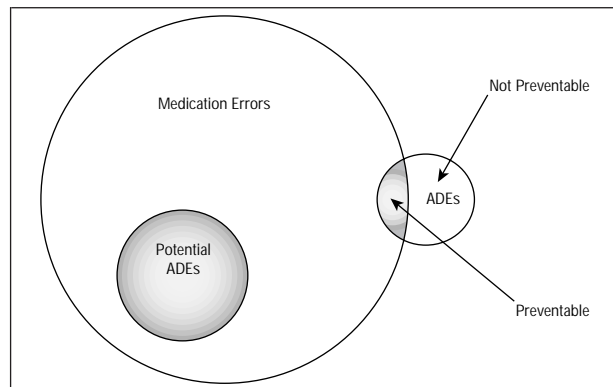 Medication Errors
Not Preventable
ADEs
Potential
ADEs
Preventable